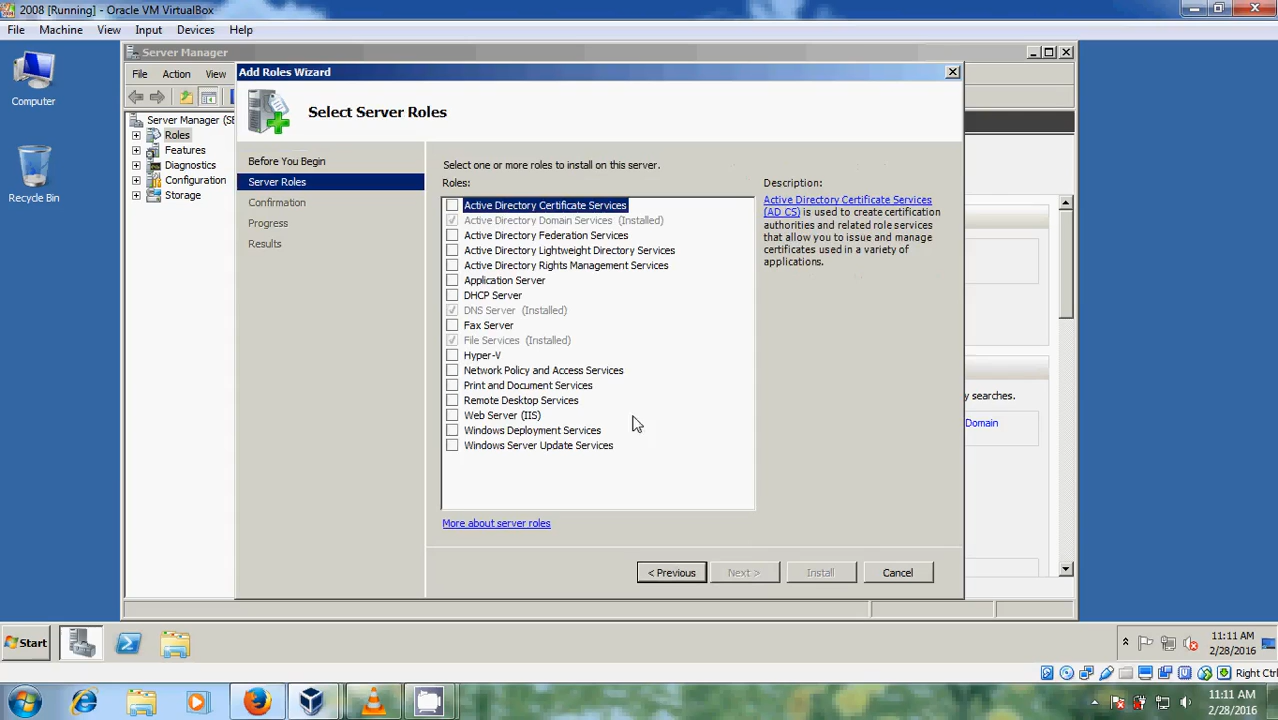 2008 [Running] - Oracle VM VirtualBox
File Machine View Input Devices Help
Computer
Recycle Bin
Server Manager
File Action View
Server Manager (SE
Roles
Features
Diagnostics
Configuration
Storage
Add Roles Wizard
Select Server Roles
Before You Begin
Server Roles
Confirmation
Progress
Results
Select one or more roles to install on this server.
Roles:
Active Directory Certificate Services
Active Directory Domain Services (Installed)
Active Directory Federation Services
Active Directory Lightweight Directory Services
Active Directory Rights Management Services
Application Server
DHCP Server
DNS Server (Installed)
Fax Server
File Services (Installed)
Hyper-V
Network Policy and Access Services
Print and Document Services
Remote Desktop Services
Web Server (IIS)
Windows Deployment Services
Windows Server Update Services
More about server roles
Description:
Active Directory Certificate Services
(AD CS) is used to create certification
authorities and related role services
that allow you to issue and manage
certificates used in a variety of
applications.
y searches.
Domain
< Previous
Next >
Install
Cancel
Start
11:11 AM
2/28/2016
Right Ctrl
11:11 AM
2/28/2016